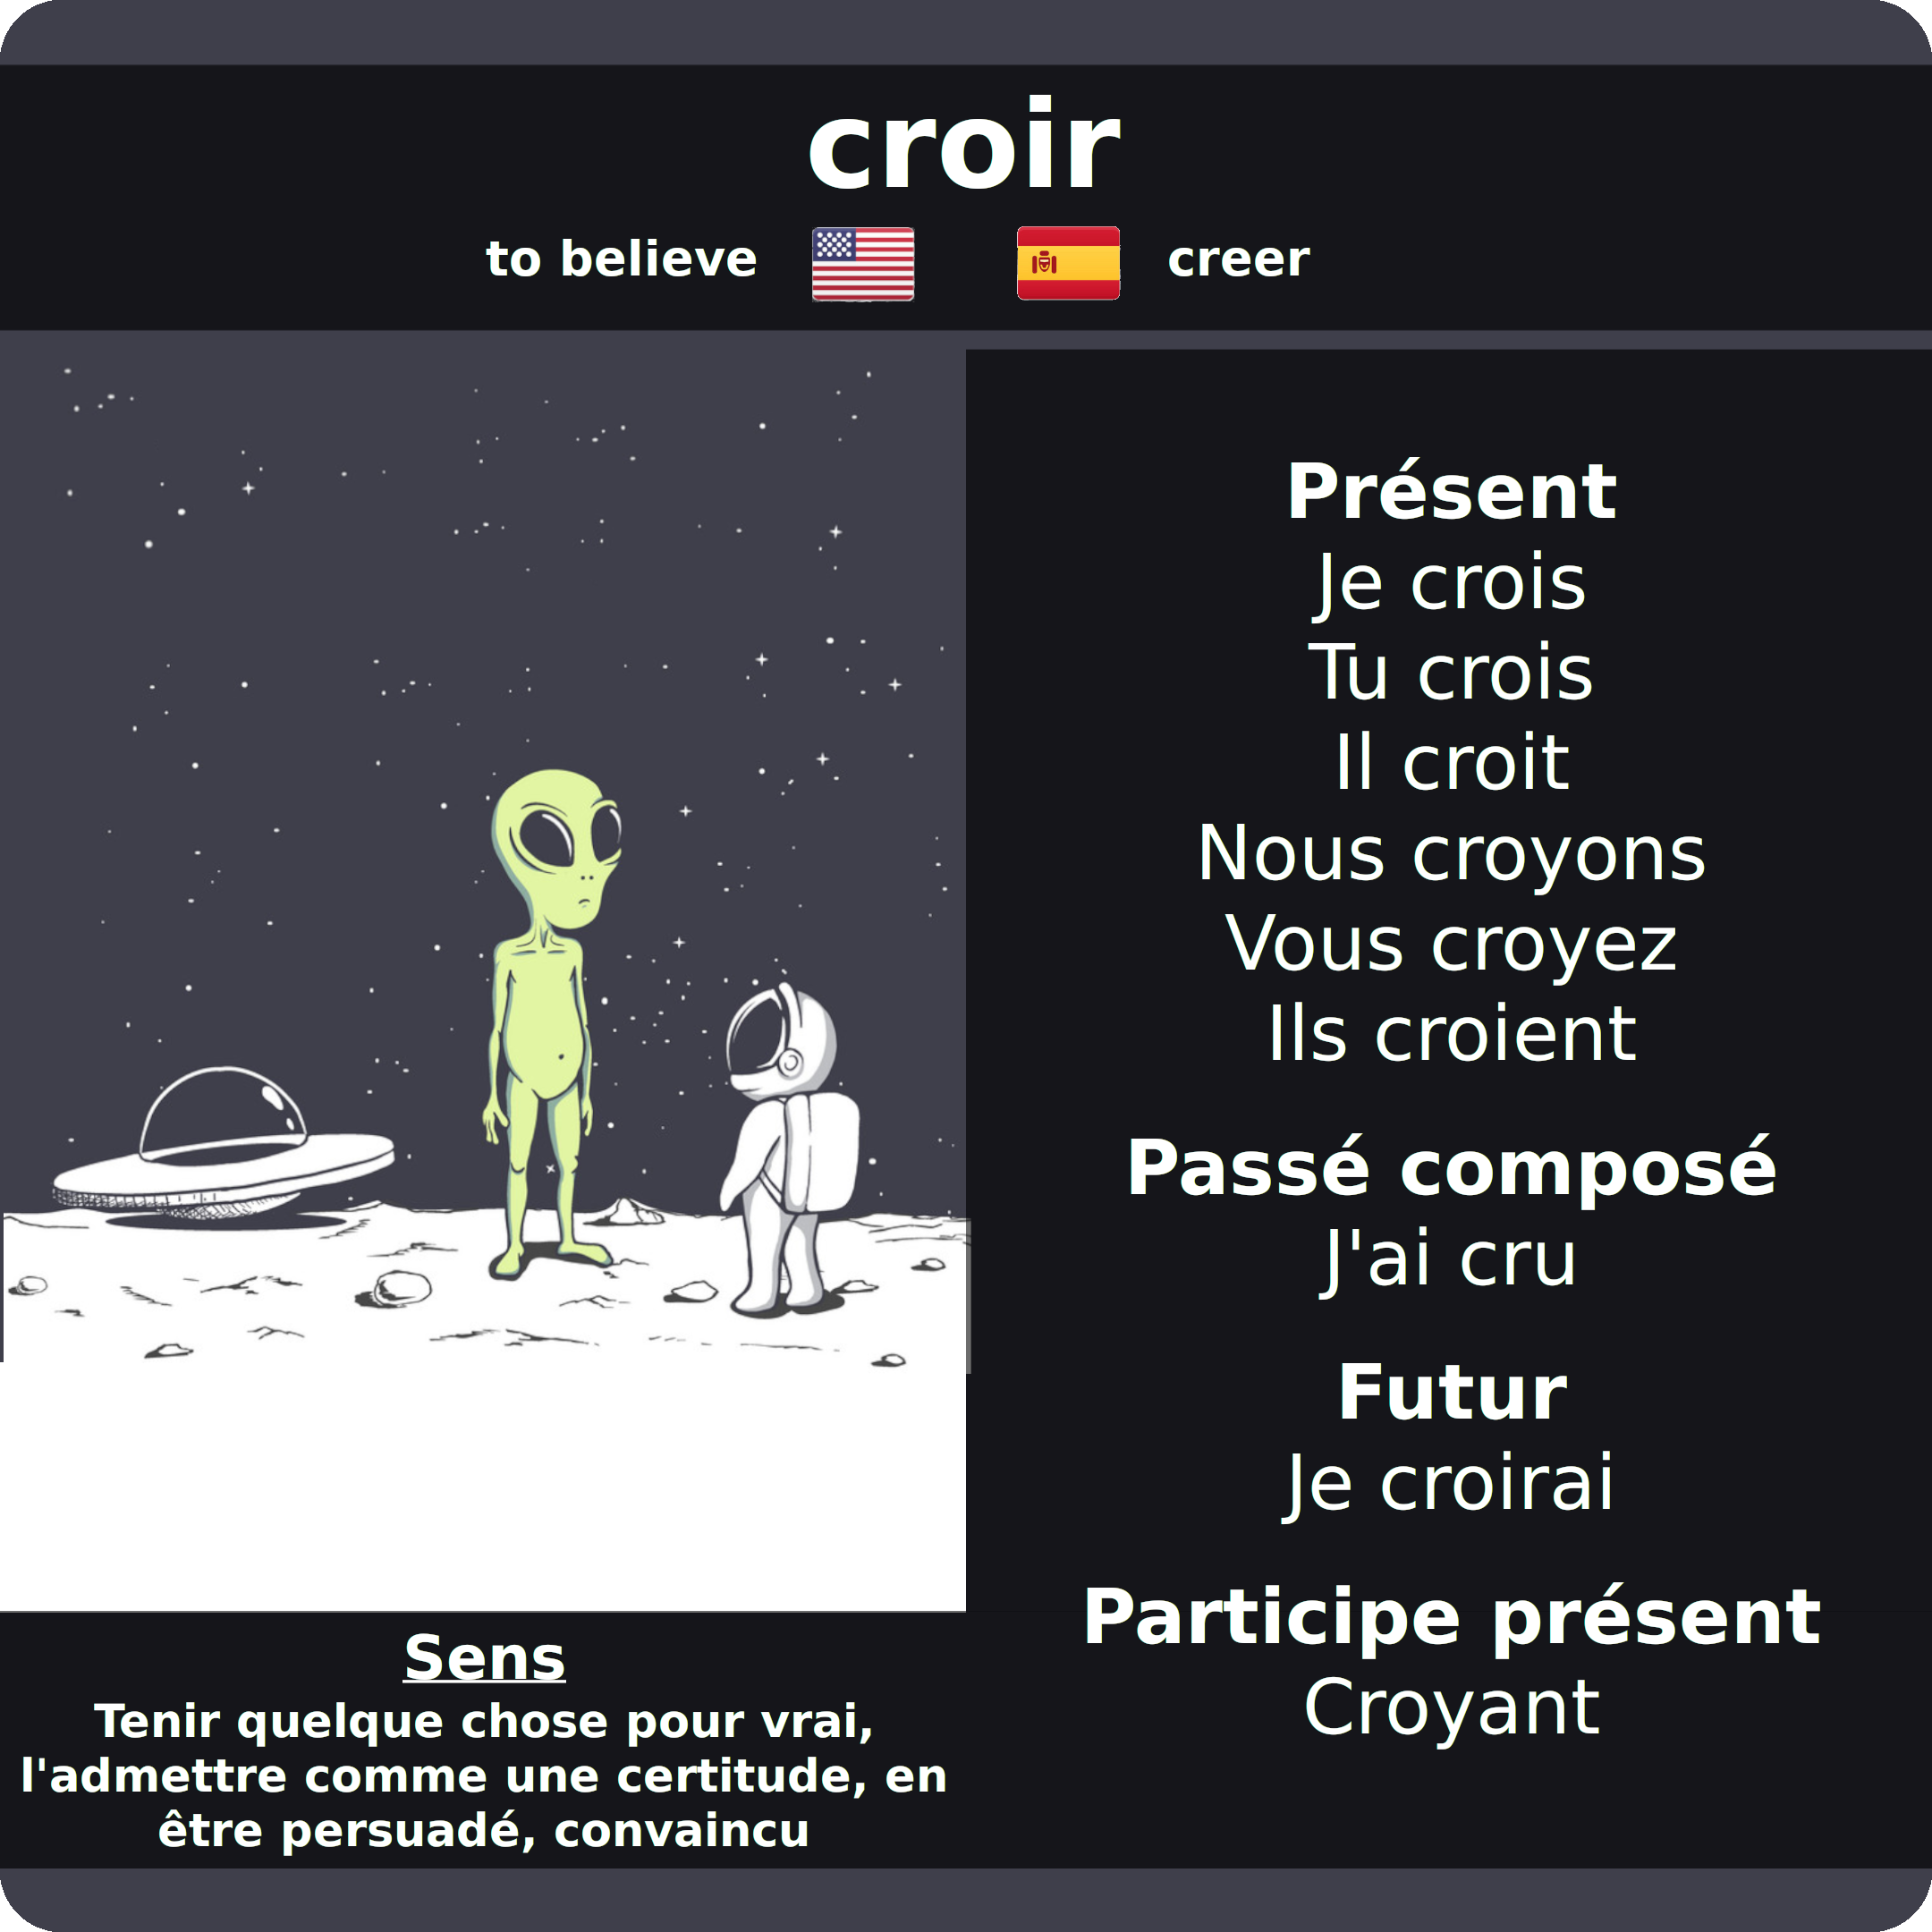 croir
to believe
creer
Présent
Je crois
Tu crois
Il croit
Nous croyons
Vous croyez
Ils croient
Passé composé
J'ai cru
Futur
Je croirai
Participe présent
Croyant
Sens
Tenir quelque chose pour vrai,
l'admettre comme une certitude, en
être persuadé, convaincu